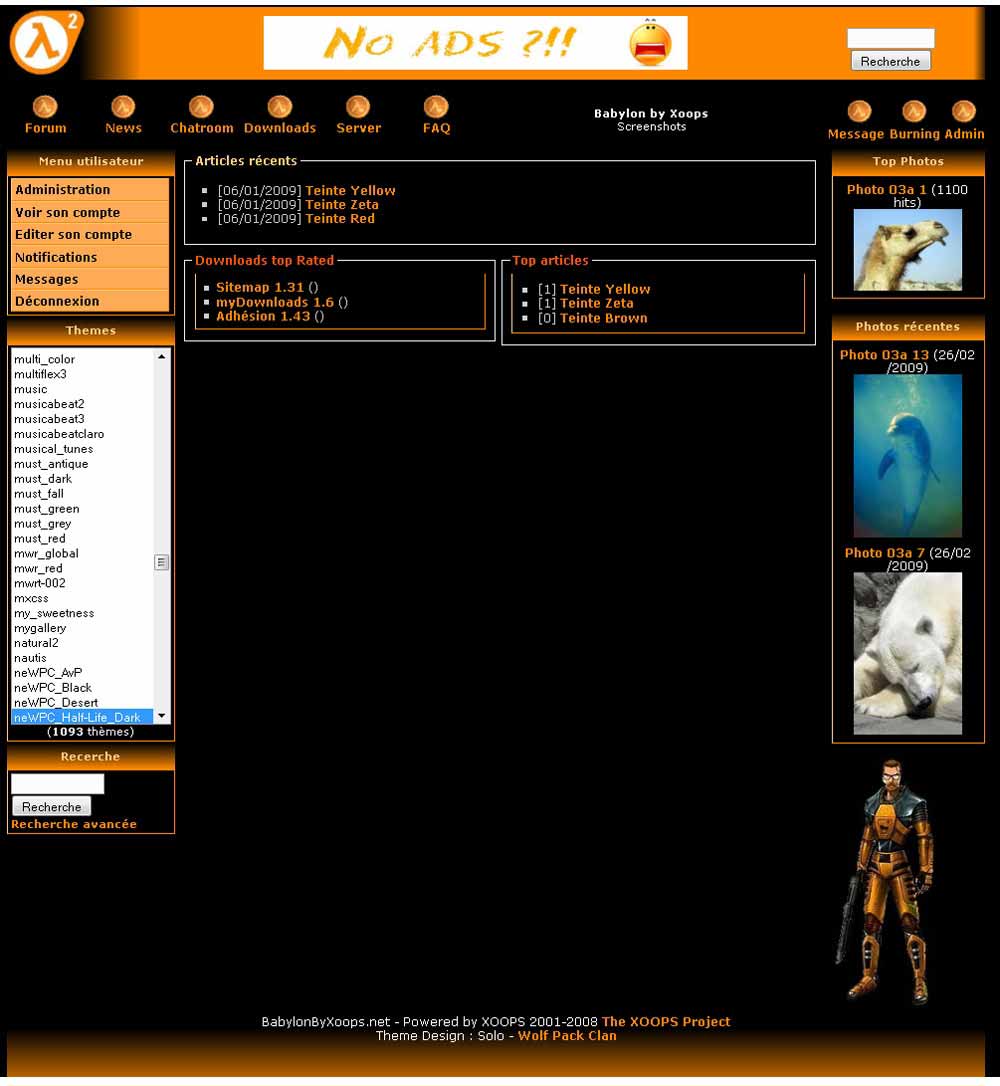 λ 2
No ADS ?!!
Recherche
Forum News Chatroom Downloads Server FAQ
Babylon by Xoops
Screenshots
Message Burning Admin
Menu utilisateur
Administration
Voir son compte
Editer son compte
Notifications
Messages
Déconnexion
Themes
multi_color
multiflex3
music
musicabeat2
musicabeat3
musicabeatclaro
musical_tunes
must_antique
must_dark
must_fall
must_green
must_grey
must_red
mwr_global
mwr_red
mwrt-002
mxcss
my_sweetness
mygallery
natural2
nautis
neWPC_AvP
neWPC_Black
neWPC_Desert
neWPC_Half-Life_Dark
(1093 thèmes)
Recerche
Recherche
Recherche avancée
Articles récents
[06/01/2009] Teinte Yellow
[06/01/2009] Teinte Zeta
[06/01/2009] Teinte Red
Downloads top Rated
Sitemap 1.31 ()
myDownloads 1.6 ()
Adhésion 1.43 ()
Top articles
[1] Teinte Yellow
[1] Teinte Zeta
[0] Teinte Brown
Top Photos
Photo 03a 1 (1100
hits)
Photos récentes
Photo 03a 13 (26/02
/2009)
Photo 03a 7 (26/02
/2009)
BabylonByXoops.net - Powered by XOOPS 2001-2008 The XOOPS Project
Theme Design : Solo - Wolf Pack Clan